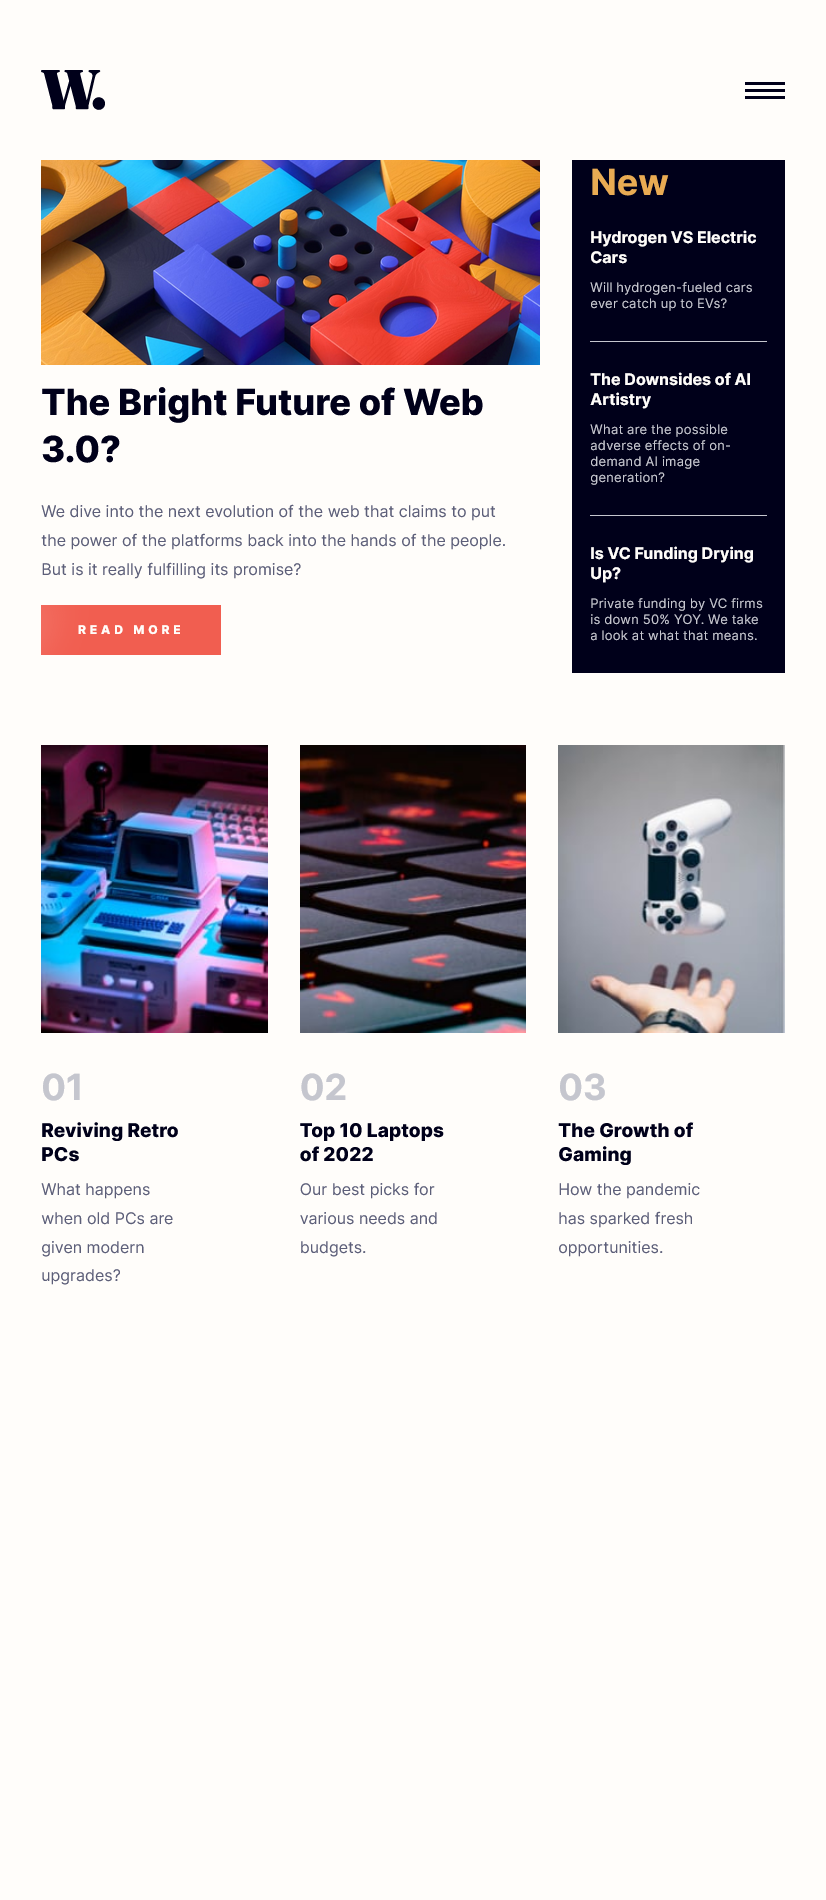 W.
The Bright Future of Web
3.0?
We dive into the next evolution of the web that claims to put
the power of the platforms back into the hands of the people.
But is it really fulfilling its promise?
READ MORE
New
Hydrogen VS Electric
Cars
Will hydrogen-fueled cars
ever catch up to EVs?
The Downsides of AI
Artistry
What are the possible
adverse effects of on-
demand AI image
generation?
Is VC Funding Drying
Up?
Private funding by VC firms
is down 50% YOY. We take
a look at what that means.
01
Reviving Retro
PCs
What happens
when old PCs are
given modern
upgrades?
02
Top 10 Laptops
of 2022
Our best picks for
various needs and
budgets.
03
The Growth of
Gaming
How the pandemic
has sparked fresh
opportunities.